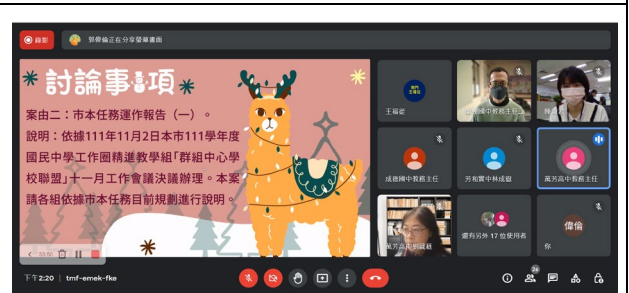 錄影
郭偉倫正在分享螢幕畫面
討論事項
案由二：市本任務運作報告（一）。
說明：依據111年11月2日本市111學年度
國民中學工作圈精進教學組「群組中心學
校聯盟」十一月工作會議決議辦理。本案
請各組依據市本任務目前規劃進行說明。
王福從
成德國中教務主任
芳和實中林成嶽
萬芳高中教務主任
還有另外 17 位使用者
偉倫
你
下午2:20 | tmf-emek-fke
26